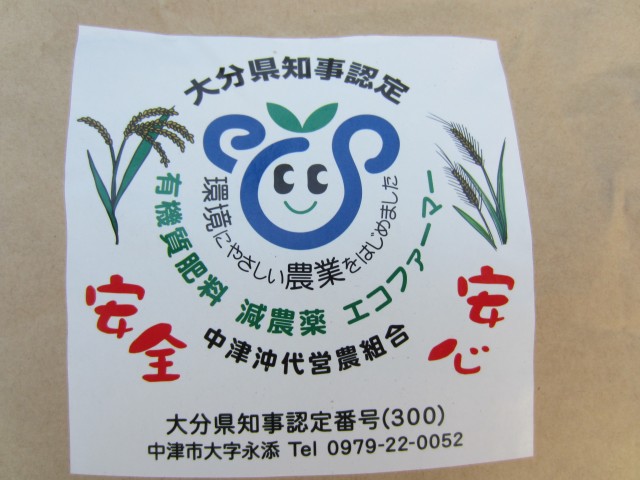 大分県知事認定
環境にやさしい農業をはじめました
有機質肥料 減農薬 エコファーマー
安全
安心
中津沖代営農組合
大分県知事認定番号(300)
中津市大字永添 Tel 0979-22-0052